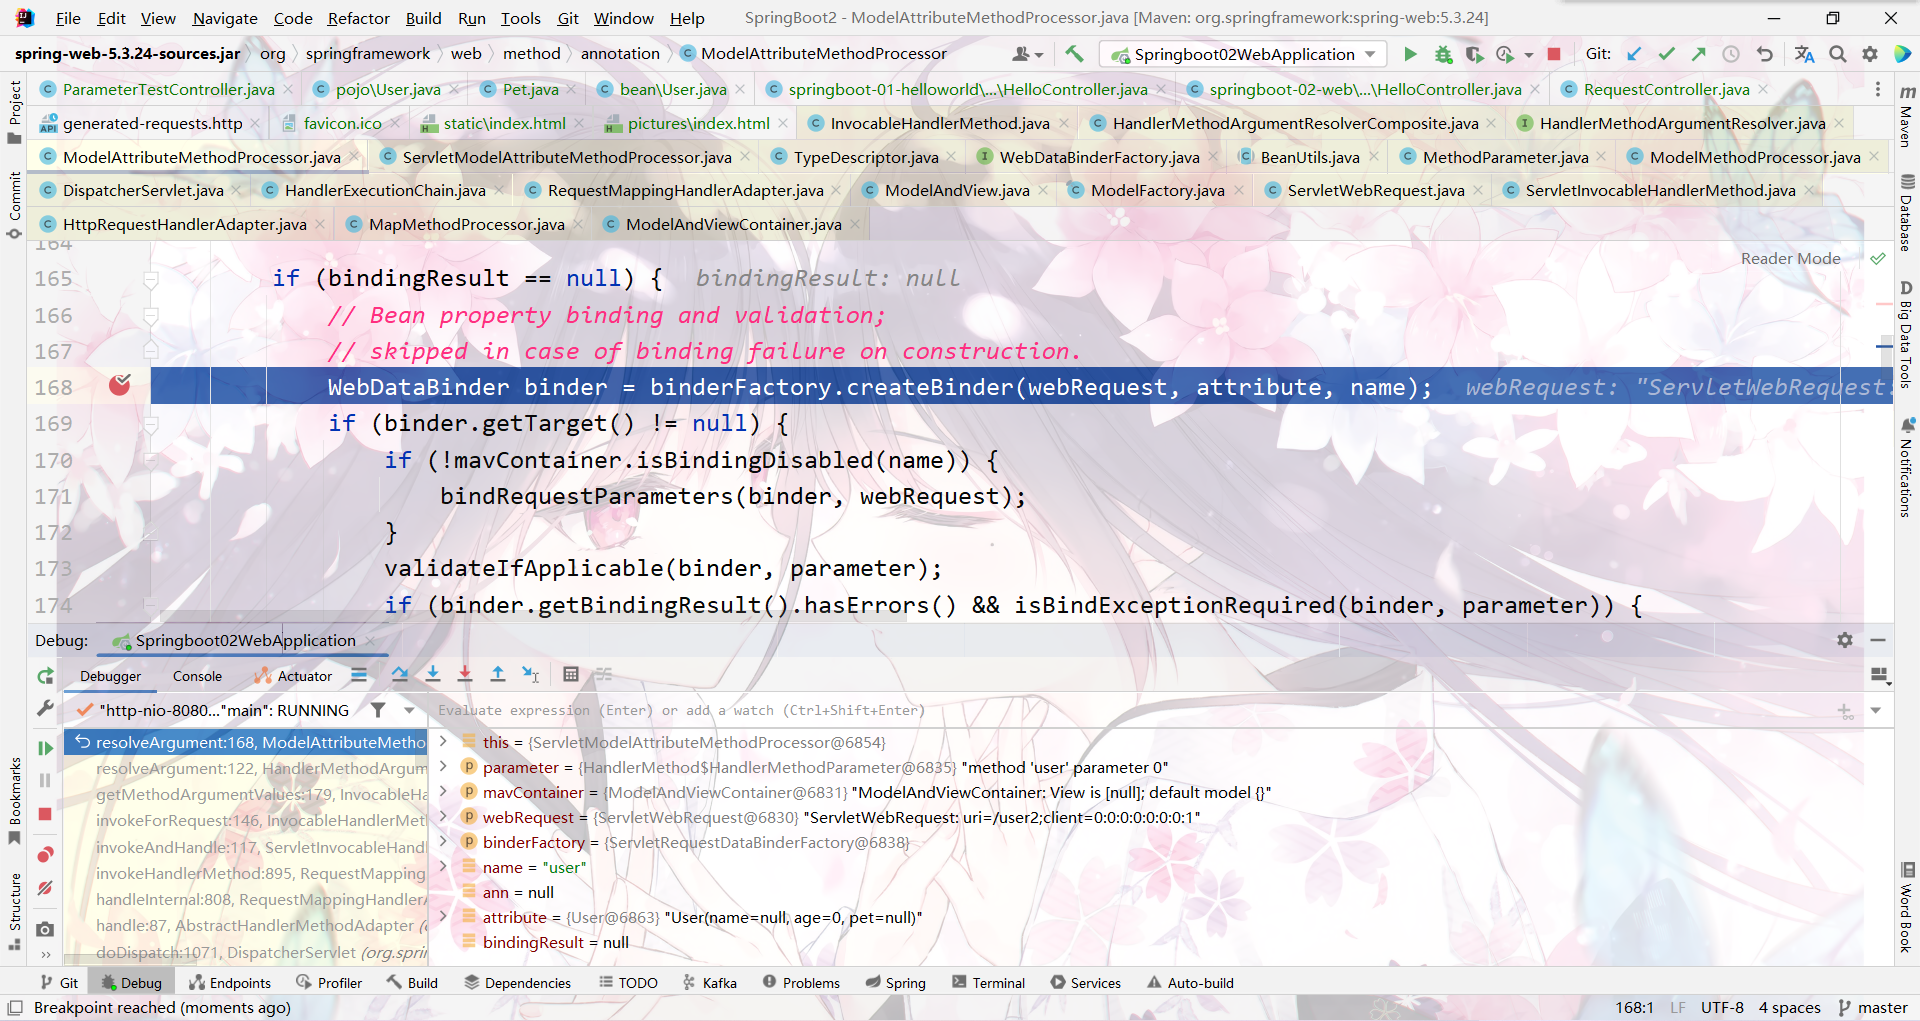 File Edit View Navigate Code Refactor Build Run Tools Git Window Help SpringBoot2 - ModelAttributeMethodProcessor.java [Maven: org.springframework:spring-web:5.3.24]
spring-web-5.3.24-sources.jar org springframework web method annotation ModelAttributeMethodProcessor Springboot02WebApplication Git:
ParameterTestController.java pojo\User.java Pet.java bean\User.java springboot-01-helloworld\...\HelloController.java springboot-02-web\...\HelloController.java RequestController.java
generated-requests.http favicon.ico static\index.html pictures\index.html InvocableHandlerMethod.java HandlerMethodArgumentResolverComposite.java HandlerMethodArgumentResolver.java
ModelAttributeMethodProcessor.java ServletModelAttributeMethodProcessor.java TypeDescriptor.java WebDataBinderFactory.java BeanUtils.java MethodParameter.java ModelMethodProcessor.java
DispatcherServlet.java HandlerExecutionChain.java RequestMappingHandlerAdapter.java ModelAndView.java ModelFactory.java ServletWebRequest.java ServletInvocableHandlerMethod.java
HttpRequestHandlerAdapter.java MapMethodProcessor.java ModelAndViewContainer.java
Project
Commit
Bookmarks
Structure
Reader Mode
164
165 if (bindingResult == null) { bindingResult: null
166 // Bean property binding and validation;
167 // skipped in case of binding failure on construction.
168 WebDataBinder binder = binderFactory.createBinder(webRequest, attribute, name); webRequest: "ServletWebRequest:
169 if (binder.getTarget() != null) {
170 if (!mavContainer.isBindingDisabled(name)) {
171 bindRequestParameters(binder, webRequest);
172 }
173 validateIfApplicable(binder, parameter);
174 if (binder.getBindingResult().hasErrors() && isBindExceptionRequired(binder, parameter)) {
Maven
Database
Big Data Tools
Notifications
Word Book
Debug: Springboot02WebApplication
Debugger Console Actuator
"http-nio-8080..."main": RUNNING
Evaluate expression (Enter) or add a watch (Ctrl+Shift+Enter)
resolveArgument:168, ModelAttributeMetho
resolveArgument:122, HandlerMethodArgum
getMethodArgumentValues:179, InvocableHa
invokeForRequest:146, InvocableHandlerMet
invokeAndHandle:117, ServletInvocableHandl
invokeHandlerMethod:895, RequestMapping
handleInternal:808, RequestMappingHandlerA
handle:87, AbstractHandlerMethodAdapter (
doDispatch:1071, DispatcherServlet (org.spri
this = {ServletModelAttributeMethodProcessor@6854}
parameter = {HandlerMethod$HandlerMethodParameter@6835} "method 'user' parameter 0"
mavContainer = {ModelAndViewContainer@6831} "ModelAndViewContainer: View is [null]; default model {}"
webRequest = {ServletWebRequest@6830} "ServletWebRequest: uri=/user2;client=0:0:0:0:0:0:0:1"
binderFactory = {ServletRequestDataBinderFactory@6838}
name = "user"
ann = null
attribute = {User@6863} "User(name=null, age=0, pet=null)"
bindingResult = null
Git Debug Endpoints Profiler Build Dependencies TODO Kafka Problems Spring Terminal Services Auto-build
Breakpoint reached (moments ago) 168:1 LF UTF-8 4 spaces master